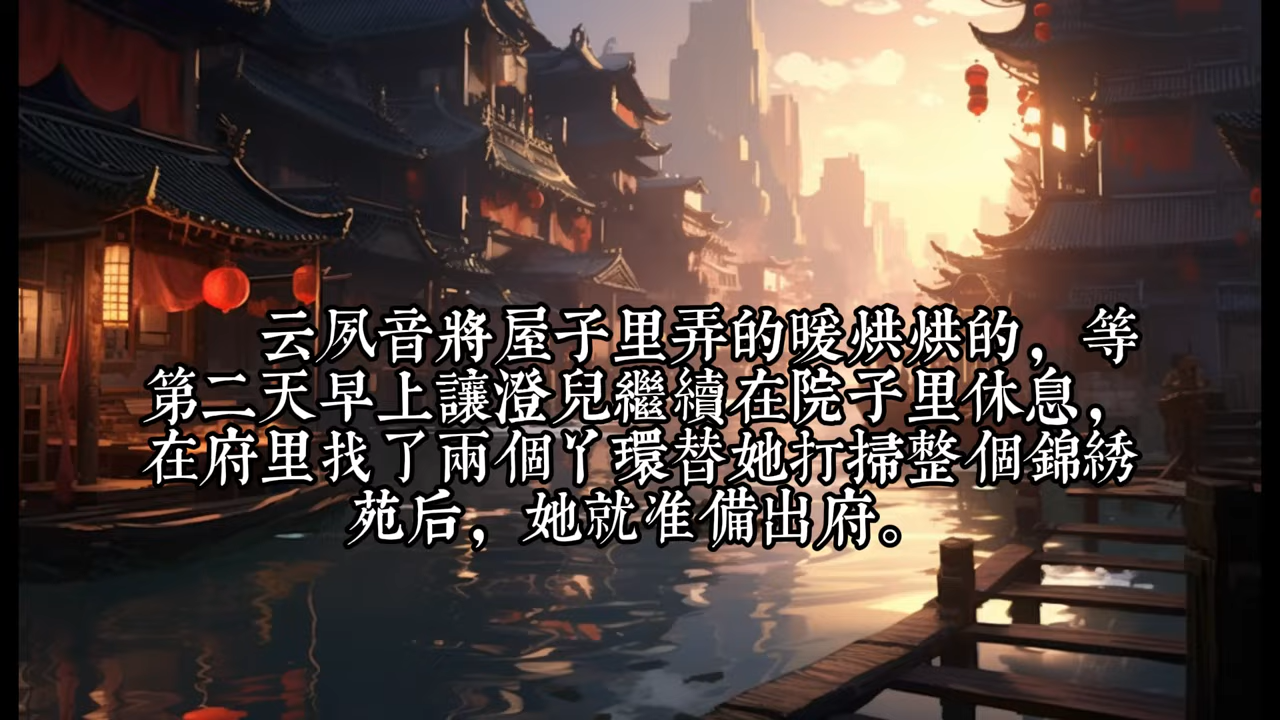 云夙音將屋子里弄的暖烘烘的，等
第二天早上讓澄兒繼續在院子里休息，
在府里找了兩個丫環替她打掃整個錦綉
苑后，她就准備出府。